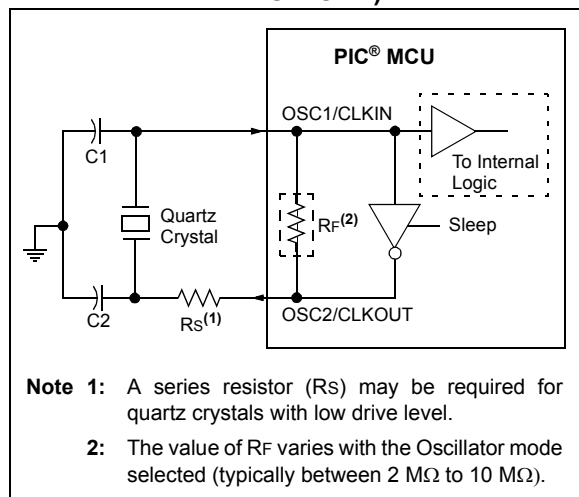 PIC® MCU
OSC1/CLKIN
C1
To Internal
Logic
Quartz
Crystal
RF(2)
Sleep
C2
RS(1)
OSC2/CLKOUT
Note 1: A series resistor (RS) may be required for
quartz crystals with low drive level.
2: The value of RF varies with the Oscillator mode
selected (typically between 2 MΩ to 10 MΩ).